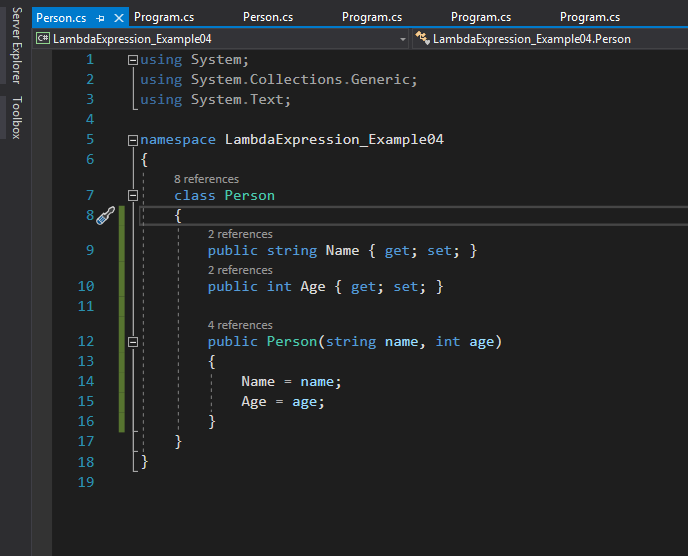 Person.cs
Program.cs
Person.cs
Program.cs
Program.cs
Program.cs
Server Explorer
Toolbox
C# LambdaExpression_Example04
LambdaExpression_Example04.Person
1 using System;
2 using System.Collections.Generic;
3 using System.Text;
4
5 namespace LambdaExpression_Example04
6 {
8 references
7 class Person
8 {
2 references
9 public string Name { get; set; }
2 references
10 public int Age { get; set; }
11
4 references
12 public Person(string name, int age)
13 {
14 Name = name;
15 Age = age;
16 }
17 }
18 }
19